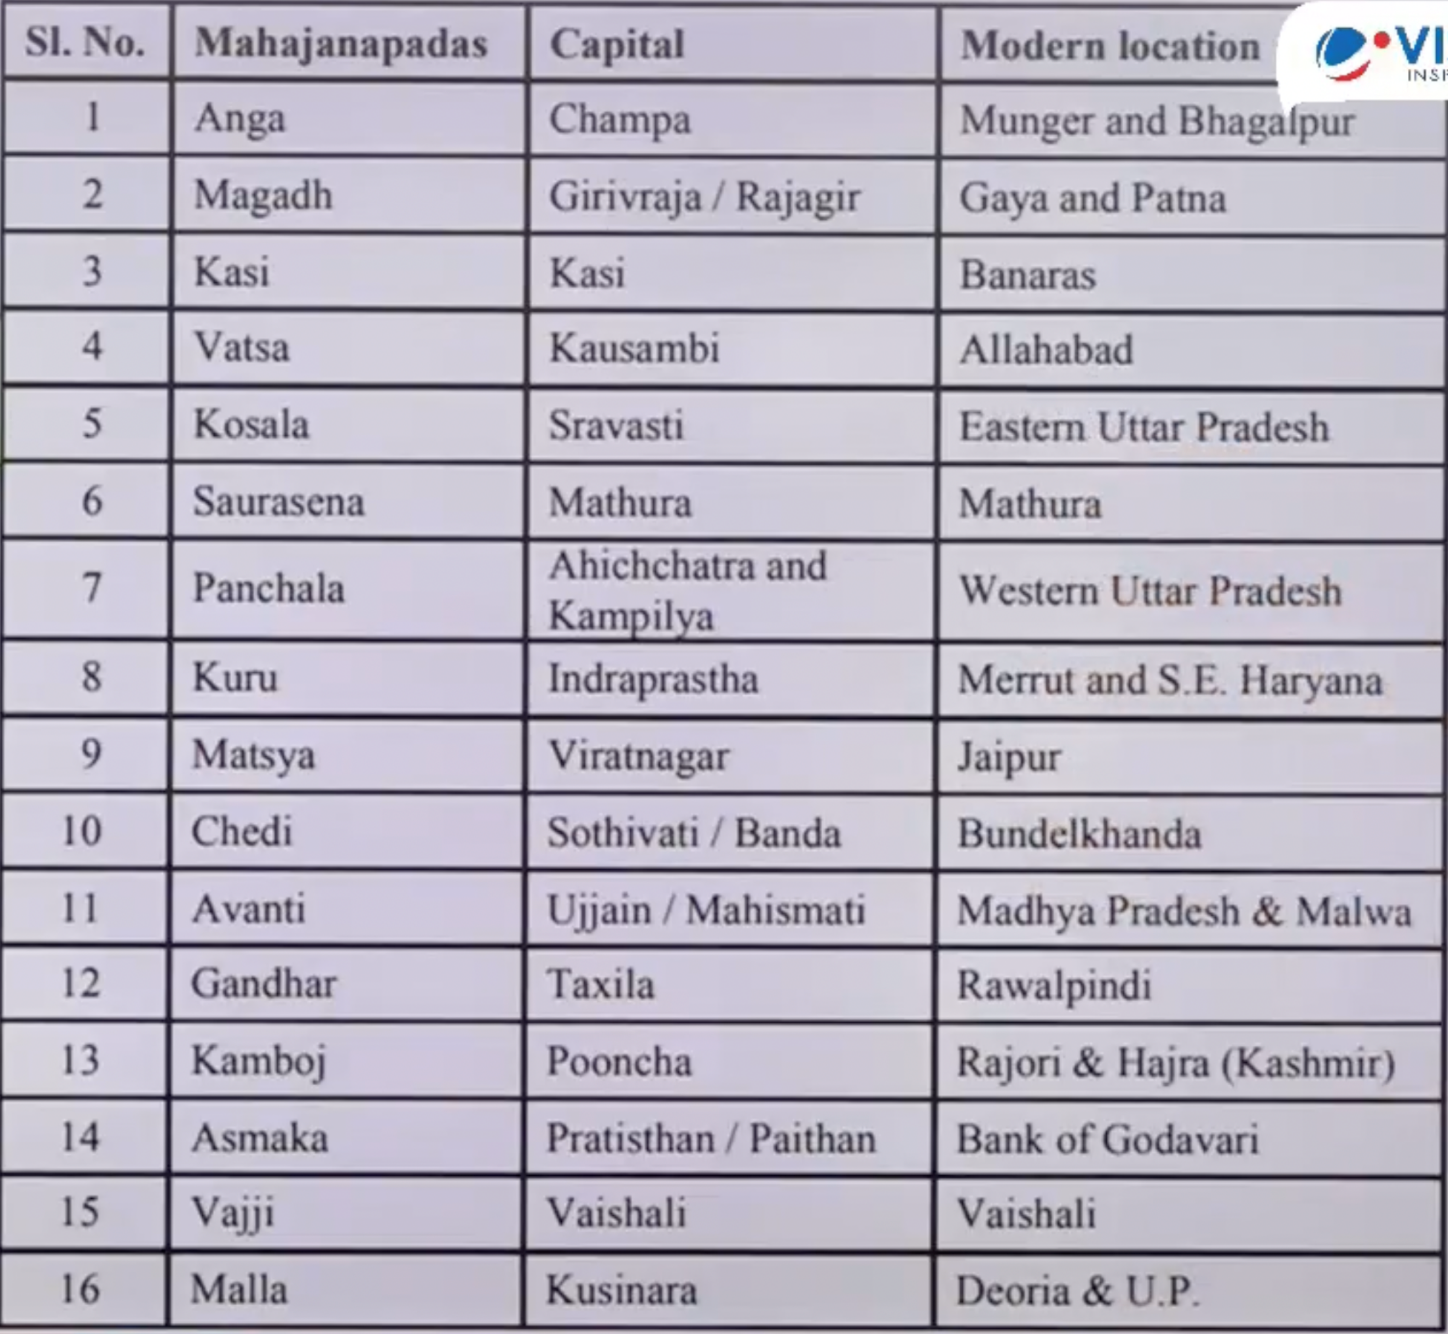 Sl. No. Mahajanapadas Capital Modern location
VI
INSP
1 Anga Champa Munger and Bhagalpur
2 Magadh Girivraja / Rajagir Gaya and Patna
3 Kasi Kasi Banaras
4 Vatsa Kausambi Allahabad
5 Kosala Sravasti Eastern Uttar Pradesh
6 Saurasena Mathura Mathura
7 Panchala Ahichchatra and Western Uttar Pradesh
Kampilya
8 Kuru Indraprastha Merrut and S.E. Haryana
9 Matsya Viratnagar Jaipur
10 Chedi Sothivati / Banda Bundelkhanda
11 Avanti Ujjain / Mahismati Madhya Pradesh & Malwa
12 Gandhar Taxila Rawalpindi
13 Kamboj Pooncha Rajori & Hajra (Kashmir)
14 Asmaka Pratisthan / Paithan Bank of Godavari
15 Vajji Vaishali Vaishali
16 Malla Kusinara Deoria & U.P.